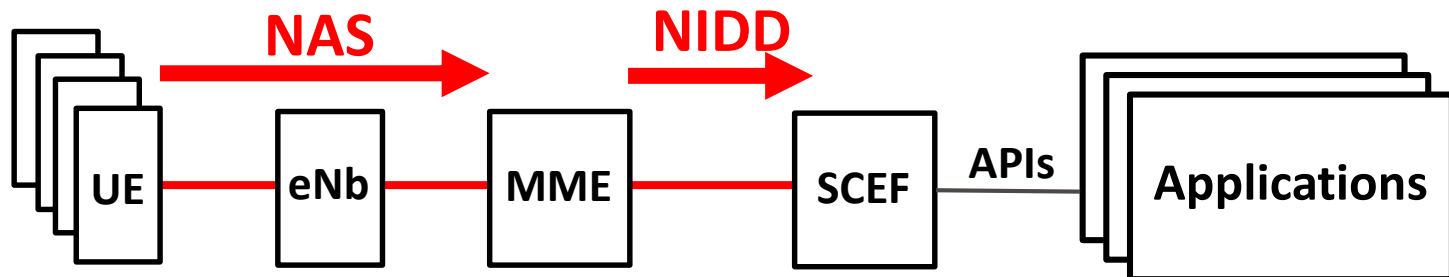 NAS
NIDD
UE
eNb
MME
SCEF
APIs
Applications